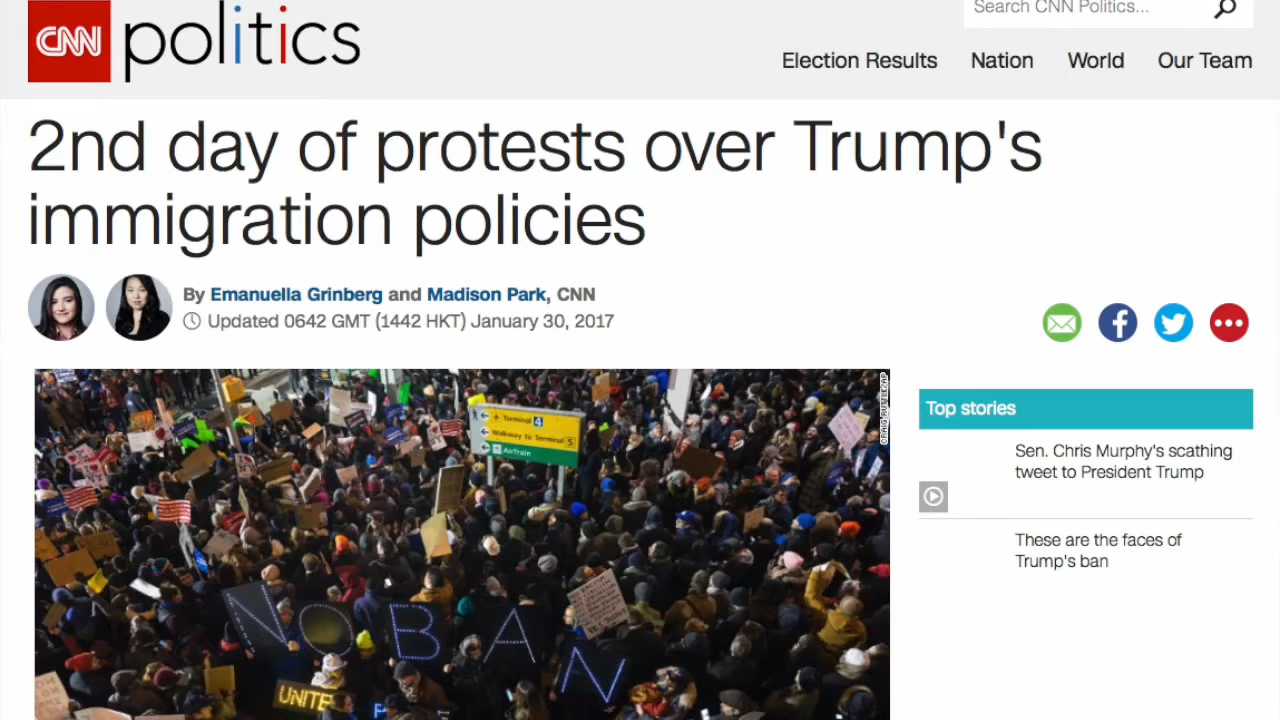 CNN politics
Search CNN Politics...
Election Results Nation World Our Team
2nd day of protests over Trump's
immigration policies
By Emanuella Grinberg and Madison Park, CNN
Updated 0642 GMT (1442 HKT) January 30, 2017
CRAIG RUTTLE/AP
Terminal 4
Walkway to Terminal 5
AirTrain
NO BAN
UNITE
Top stories
Sen. Chris Murphy's scathing
tweet to President Trump
These are the faces of
Trump's ban